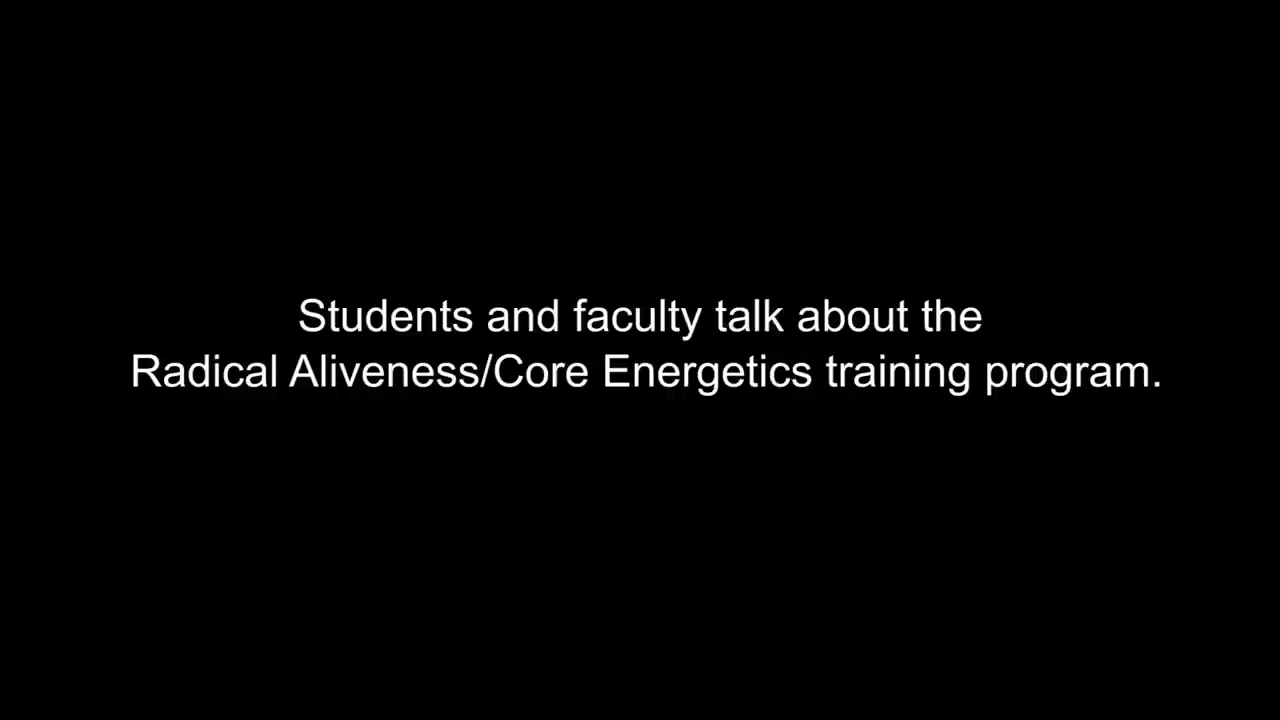 Students and faculty talk about the
Radical Aliveness/Core Energetics training program.